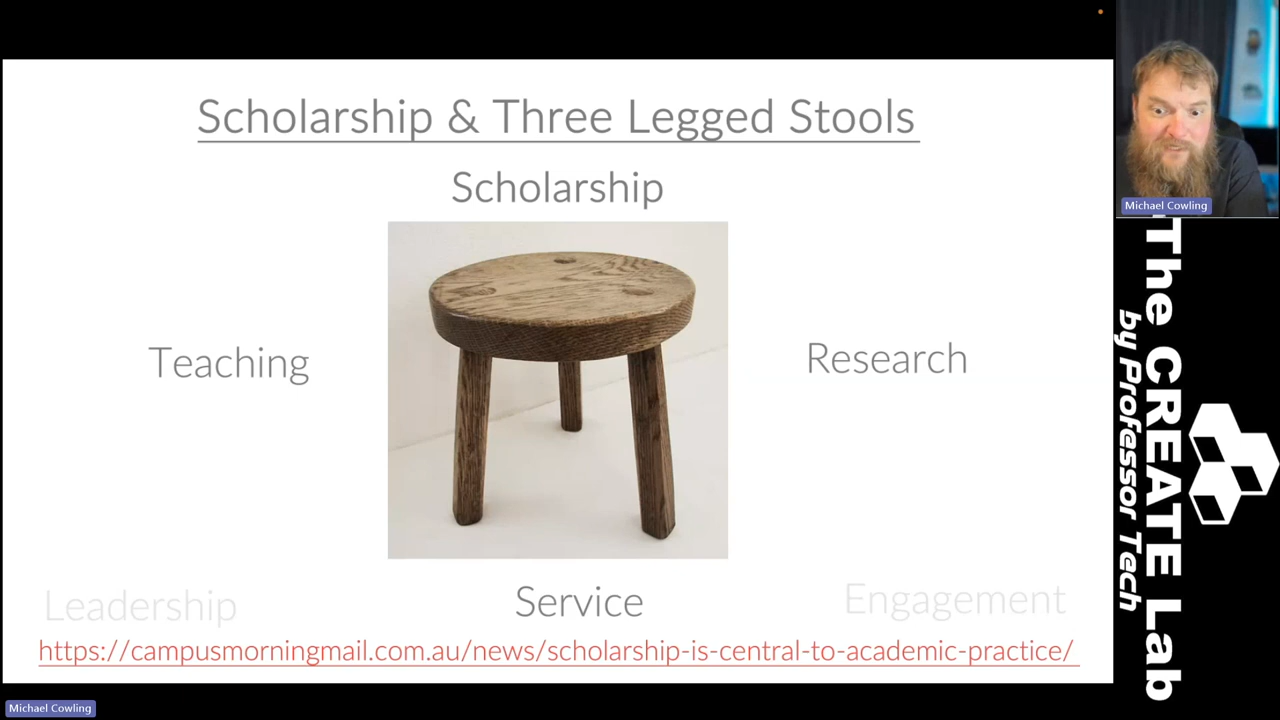 Scholarship & Three Legged Stools
Scholarship
Teaching
Research
Leadership
Service
Engagement
https://campusmorningmail.com.au/news/scholarship-is-central-to-academic-practice/
Michael Cowling
The CREATE Lab
by Professor Tech
Michael Cowling